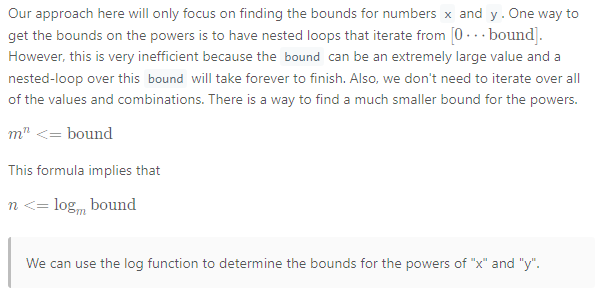 Our approach here will only focus on finding the bounds for numbers x and y. One way to
get the bounds on the powers is to have nested loops that iterate from [0 ⋯ bound].
However, this is very inefficient because the bound can be an extremely large value and a
nested-loop over this bound will take forever to finish. Also, we don't need to iterate over all
of the values and combinations. There is a way to find a much smaller bound for the powers.
mⁿ <= bound
This formula implies that
n <= logₘ bound
We can use the log function to determine the bounds for the powers of "x" and "y".